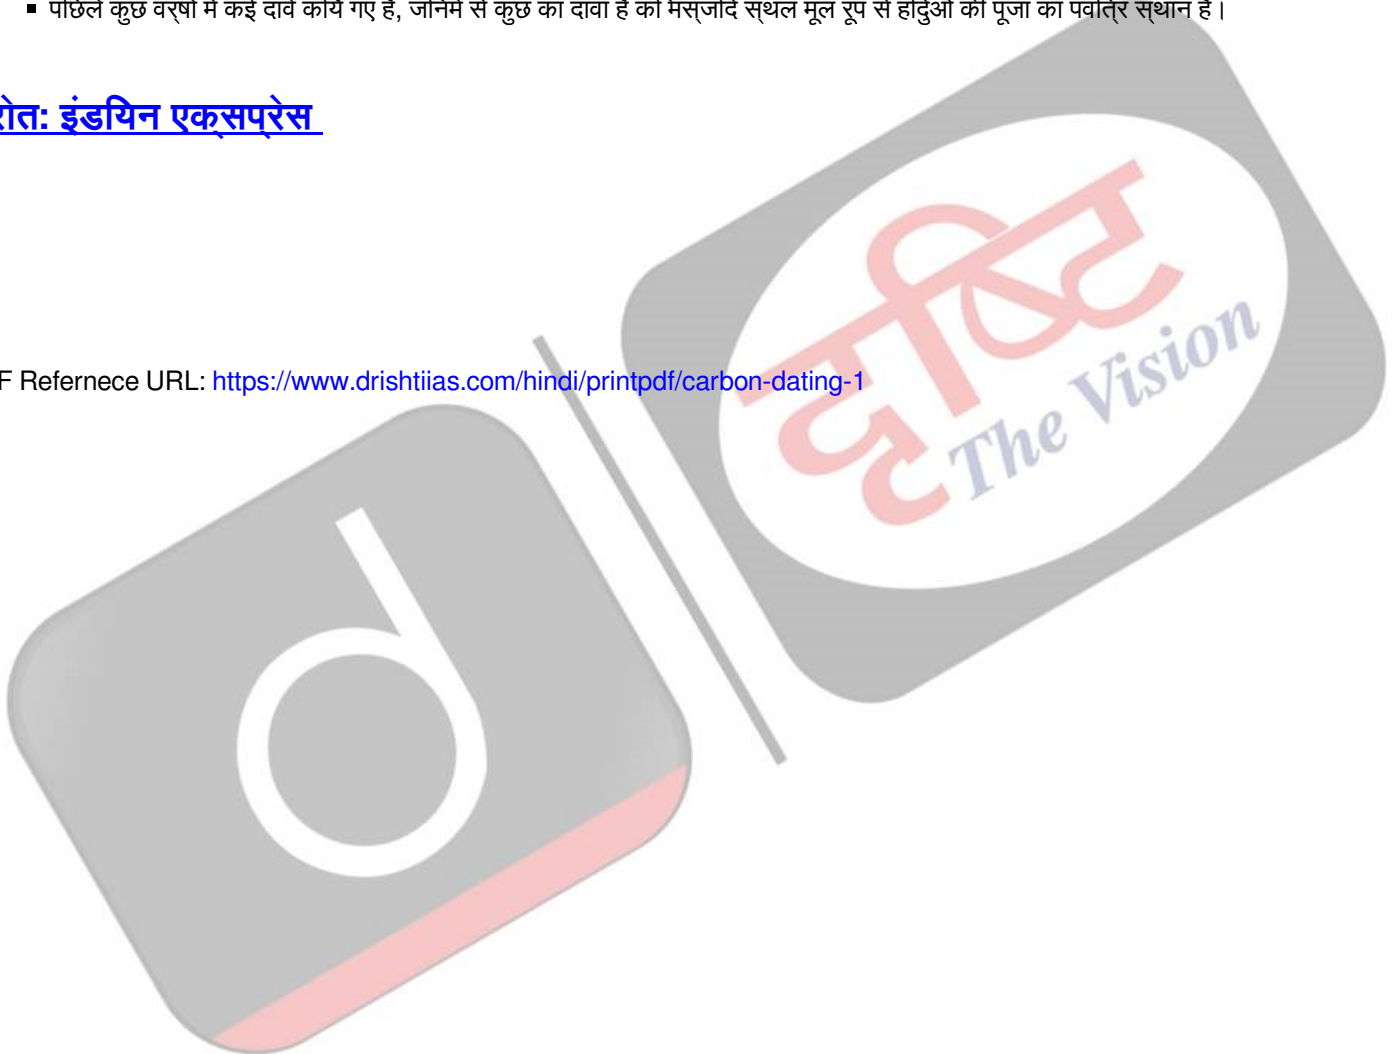 ▪ पिछले कुछ वर्षों में कई दावे किये गए हैं, जिनमें से कुछ का दावा है की मस्जिद स्थल मूल रूप से हिंदुओं की पूजा का पवित्र स्थान है।
रोत: इंडियन एक्सप्रेस
F Refernece URL: https://www.drishtiias.com/hindi/printpdf/carbon-dating-1
दृष्टि
The Vision
d